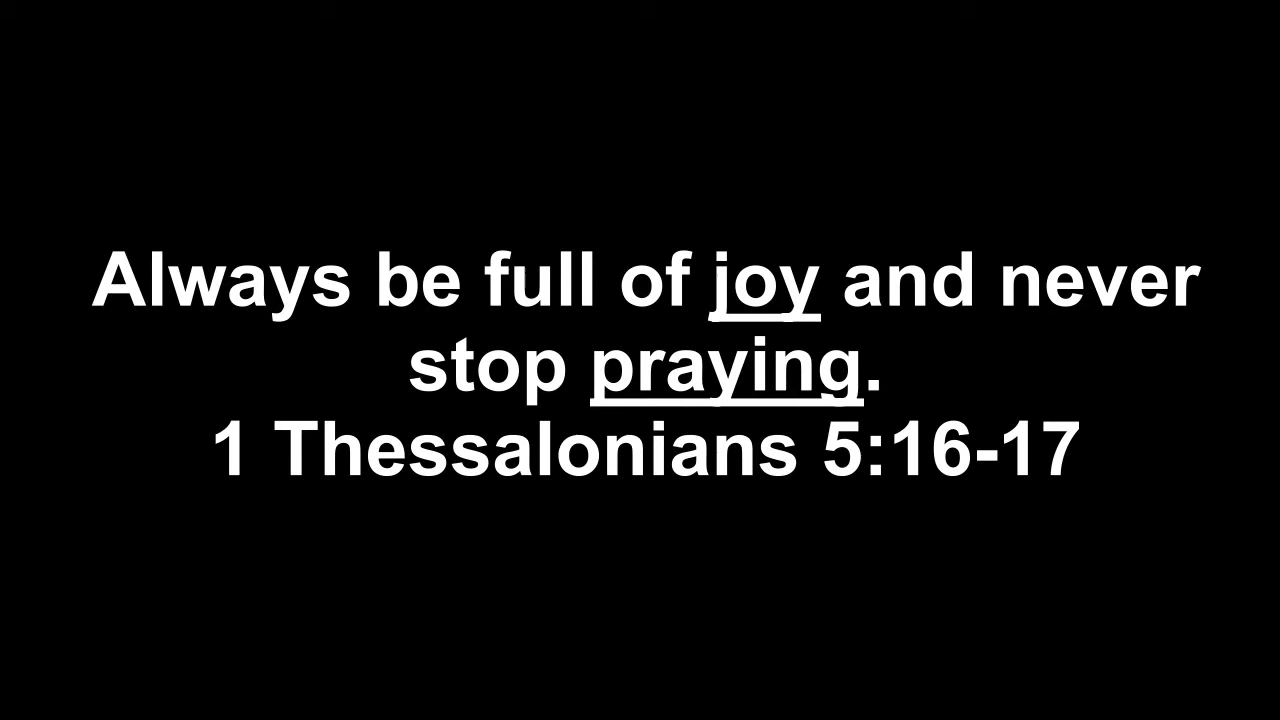 Always be full of joy and never
stop praying.
1 Thessalonians 5:16-17